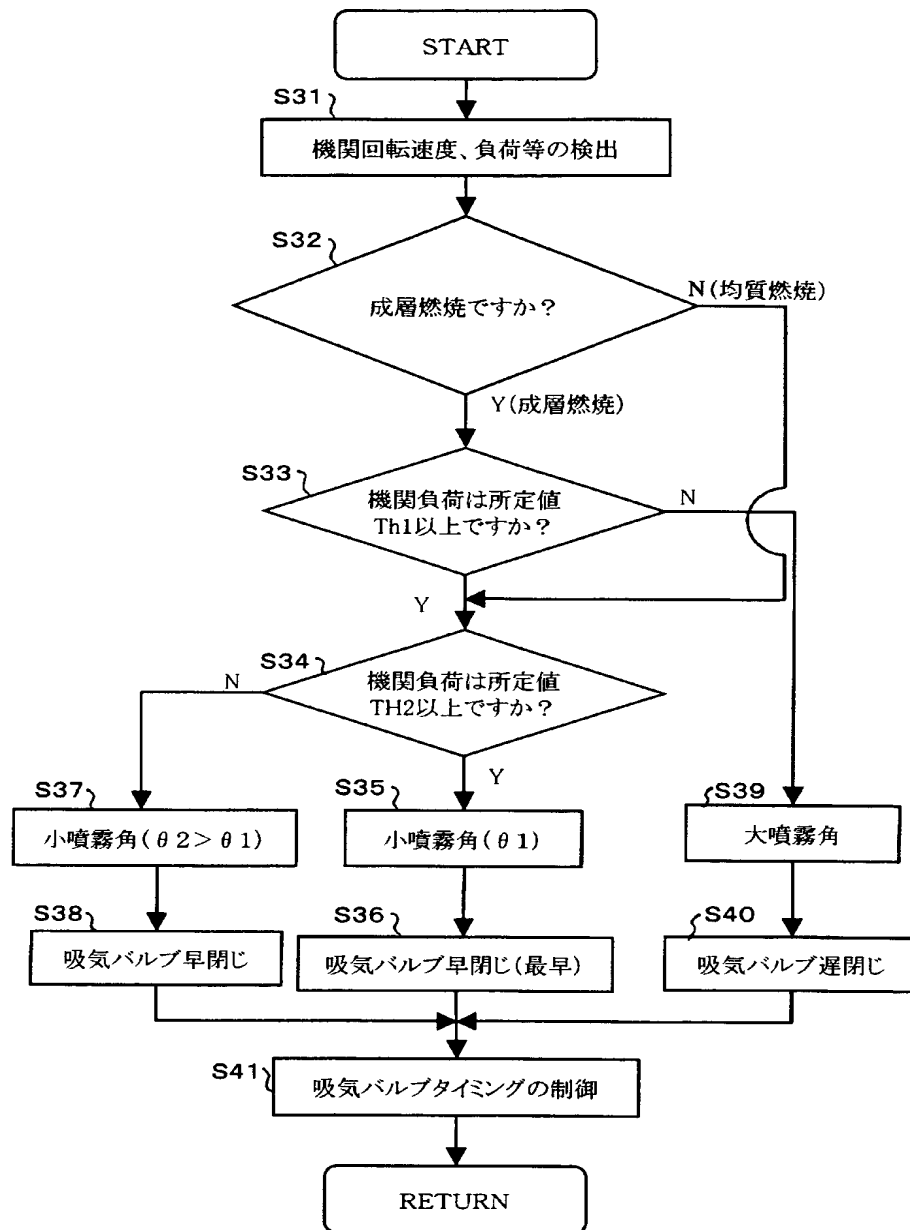 START
S31
機関回転速度、負荷等の検出
S32
成層燃焼ですか？
N(均質燃焼)
Y(成層燃焼)
S33
機関負荷は所定値
Th1以上ですか？
N
Y
S34
機関負荷は所定値
TH2以上ですか？
N
Y
S37
小噴霧角(θ2>θ1)
S35
小噴霧角(θ1)
S39
大噴霧角
S38
吸気バルブ早閉じ
S36
吸気バルブ早閉じ(最早)
S40
吸気バルブ遅閉じ
S41
吸気バルブタイミングの制御
RETURN